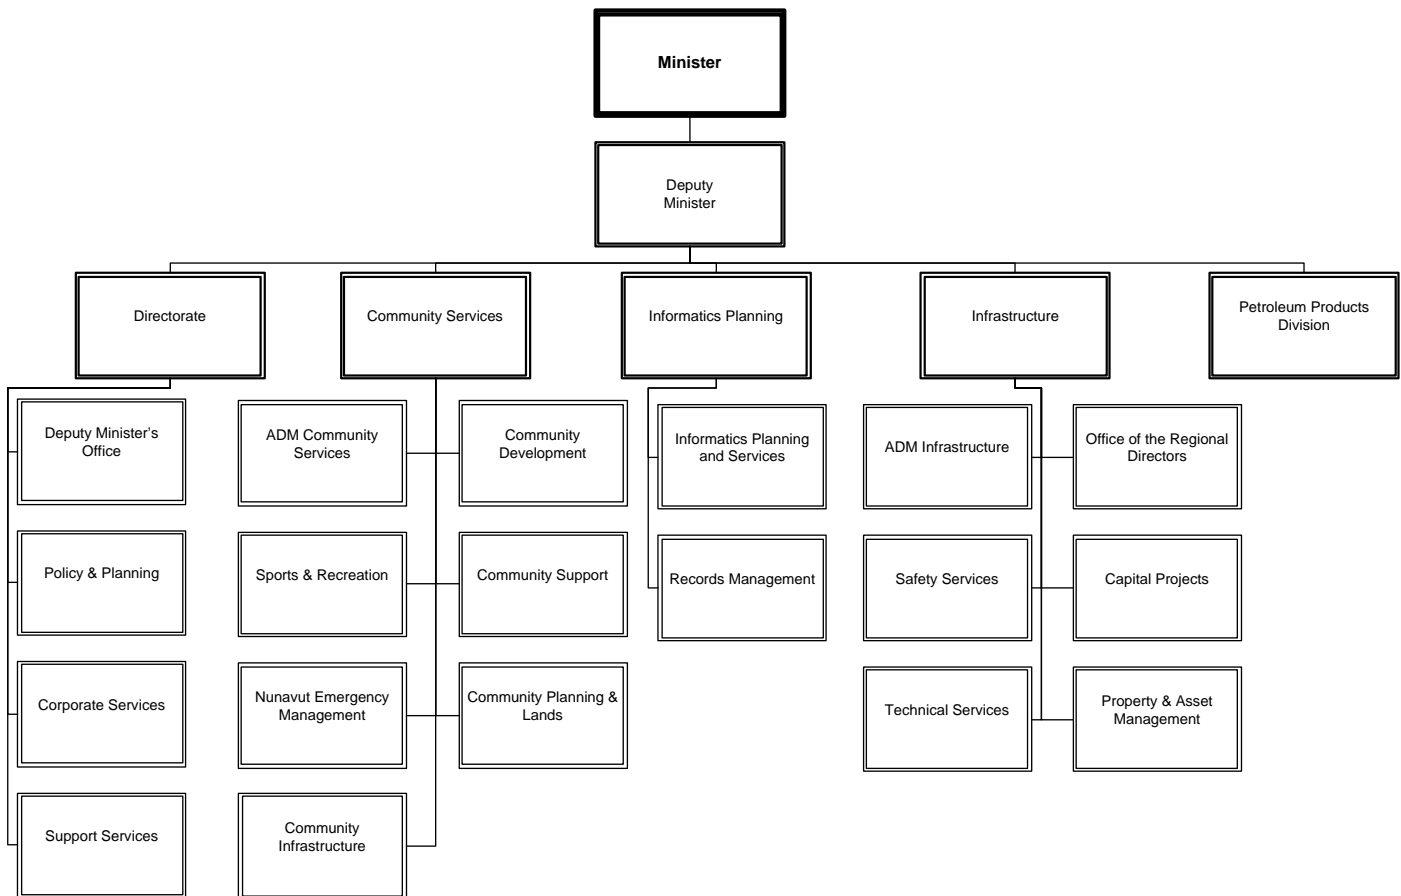 Minister
Deputy
Minister
Directorate
Community Services
Informatics Planning
Infrastructure
Petroleum Products
Division
Deputy Minister’s
Office
ADM Community
Services
Community
Development
Informatics Planning
and Services
ADM Infrastructure
Office of the Regional
Directors
Policy & Planning
Sports & Recreation
Community Support
Records Management
Safety Services
Capital Projects
Corporate Services
Nunavut Emergency
Management
Community Planning &
Lands
Technical Services
Property & Asset
Management
Support Services
Community
Infrastructure